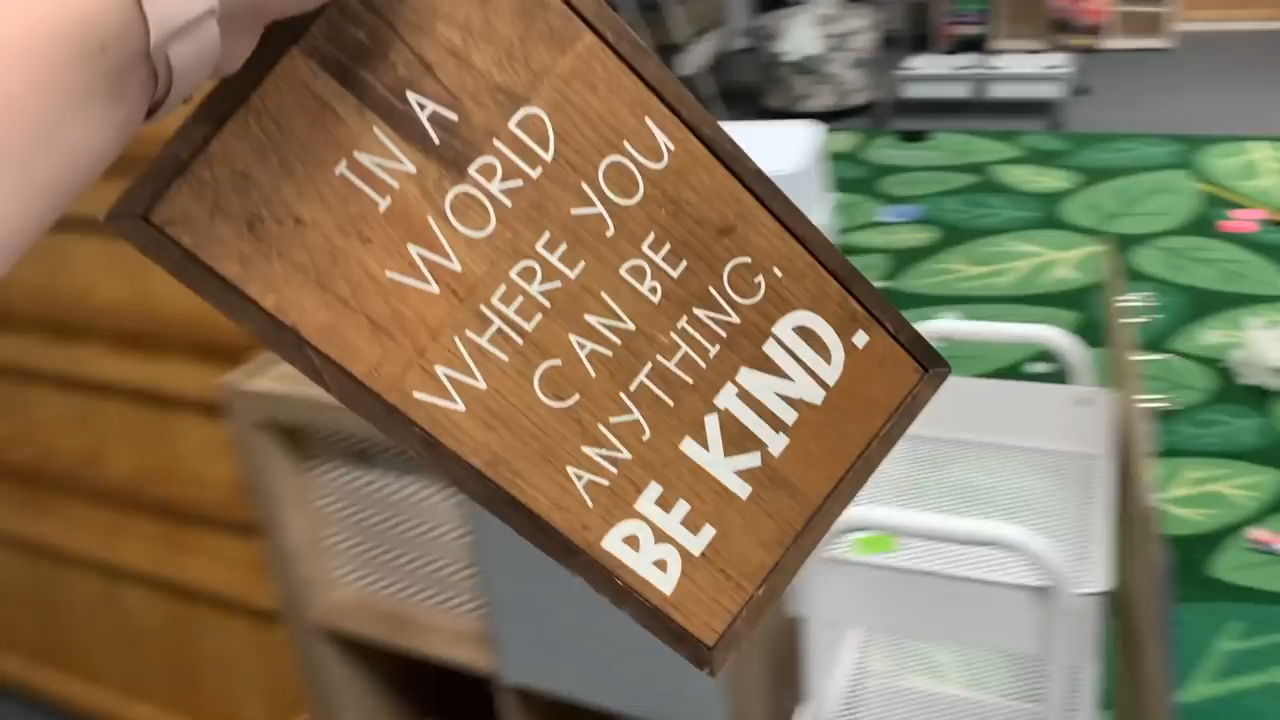 IN A
WORLD
WHERE YOU
CAN BE
ANYTHING.
BE KIND.